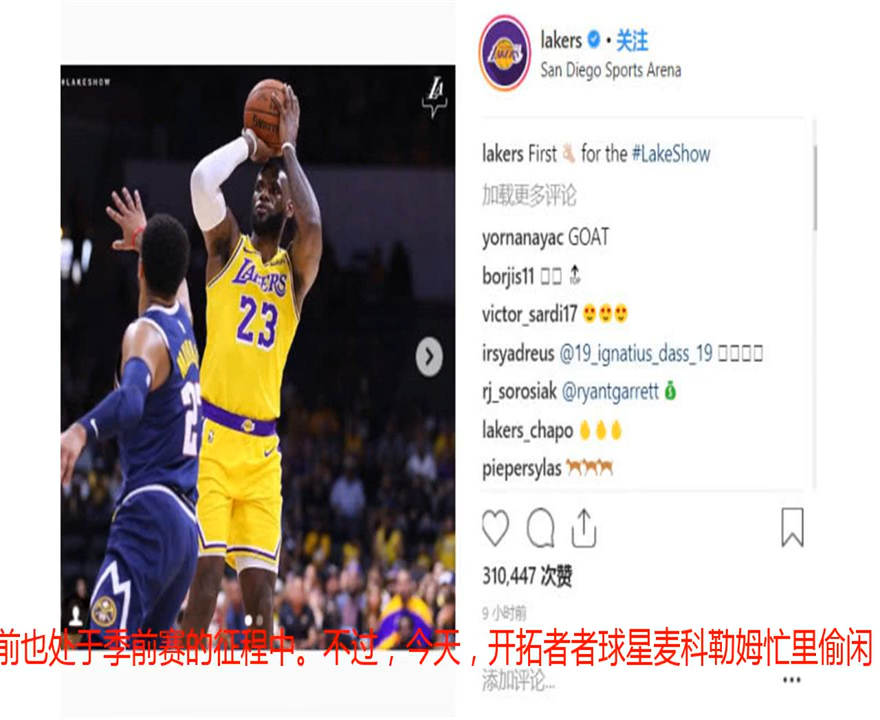 #LAKESHOW
LA
LAKERS
23
2
lakers • 关注
San Diego Sports Arena
lakers First 👌🏻 for the #LakeShow
加载更多评论
yornanayac GOAT
borjis11 □□ 🔝
victor_sardi17 😍😍😍
irsyadreus @19_ignatius_dass_19 □□□□
rj_sorosiak @ryantgarrett 💰
lakers_chapo 🔥🔥🔥
piepersylas 🐅🐅🐅
310,447 次赞
9 小时前
前也处于季前赛的征程中。不过，今天，开拓者者球星麦科勒姆忙里偷闲
添加评论...